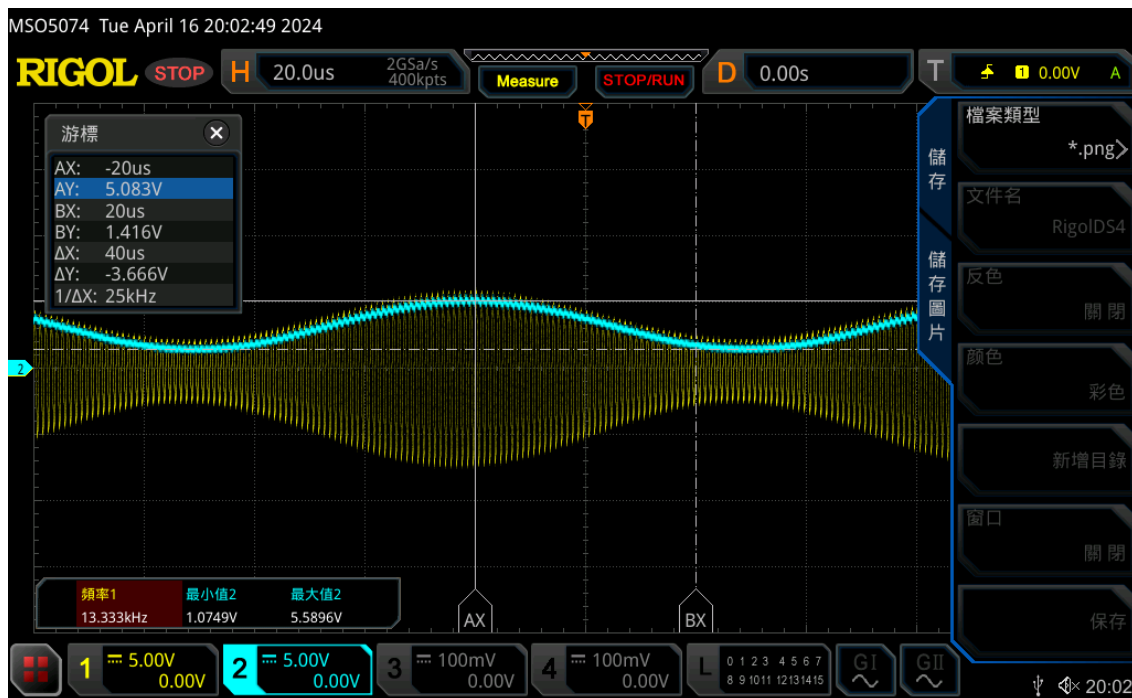 MSO5074 Tue April 16 20:02:49 2024
RIGOL STOP H 20.0us 2GSa/s 400kpts Measure STOP/RUN D 0.00s T 1 0.00V A
T
游標
AX: -20us
AY: 5.083V
BX: 20us
BY: 1.416V
ΔX: 40us
ΔY: -3.666V
1/ΔX: 25kHz
儲存
儲存圖片
檔案類型
*.png
文件名
RigolDS4
反色
關閉
顏色
彩色
新增目錄
窗口
關閉
保存
2
AX
BX
頻率1 最小值2 最大值2
13.333kHz 1.0749V 5.5896V
1 5.00V 0.00V
2 5.00V 0.00V
3 100mV 0.00V
4 100mV 0.00V
L 0 1 2 3 4 5 6 7
8 9 10 11 12 13 14 15
GI
GII
20:02